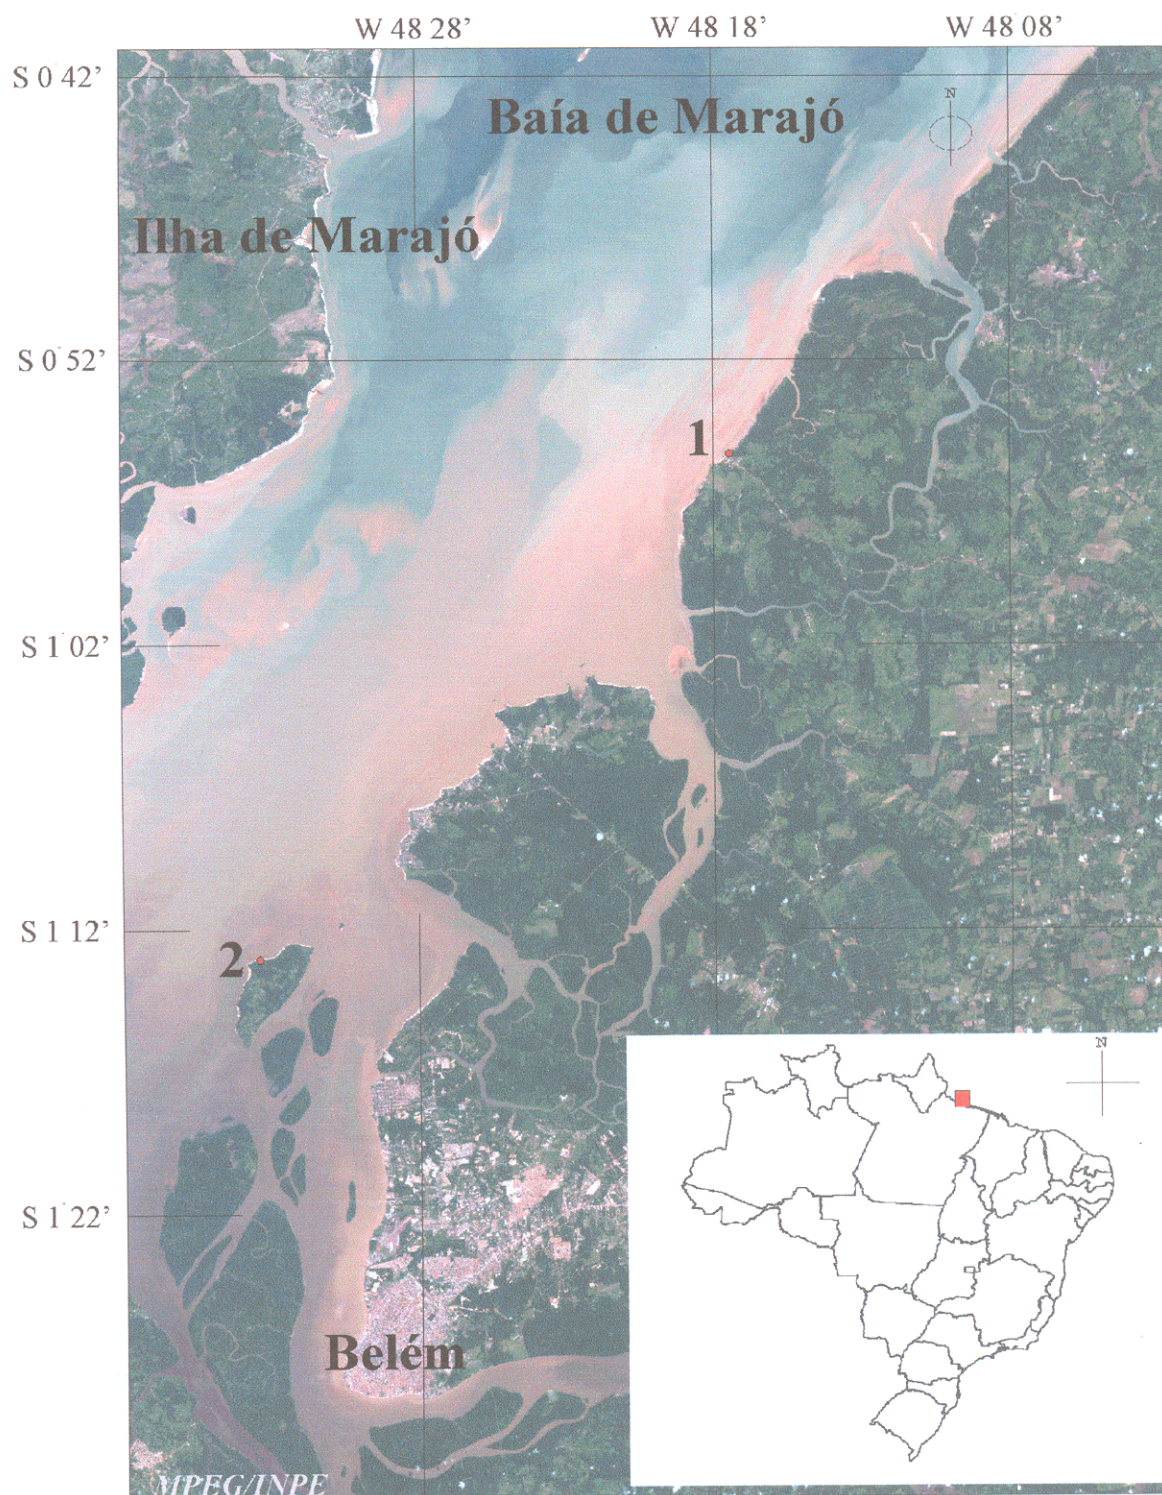 W 48 28’
W 48 18’
W 48 08’
S 0 42’
Baía de Marajó
N
Ilha de Marajó
S 0 52’
1
S 1 02’
S 1 12’
2
N
S 1 22’
Belém
MPEG/INPE